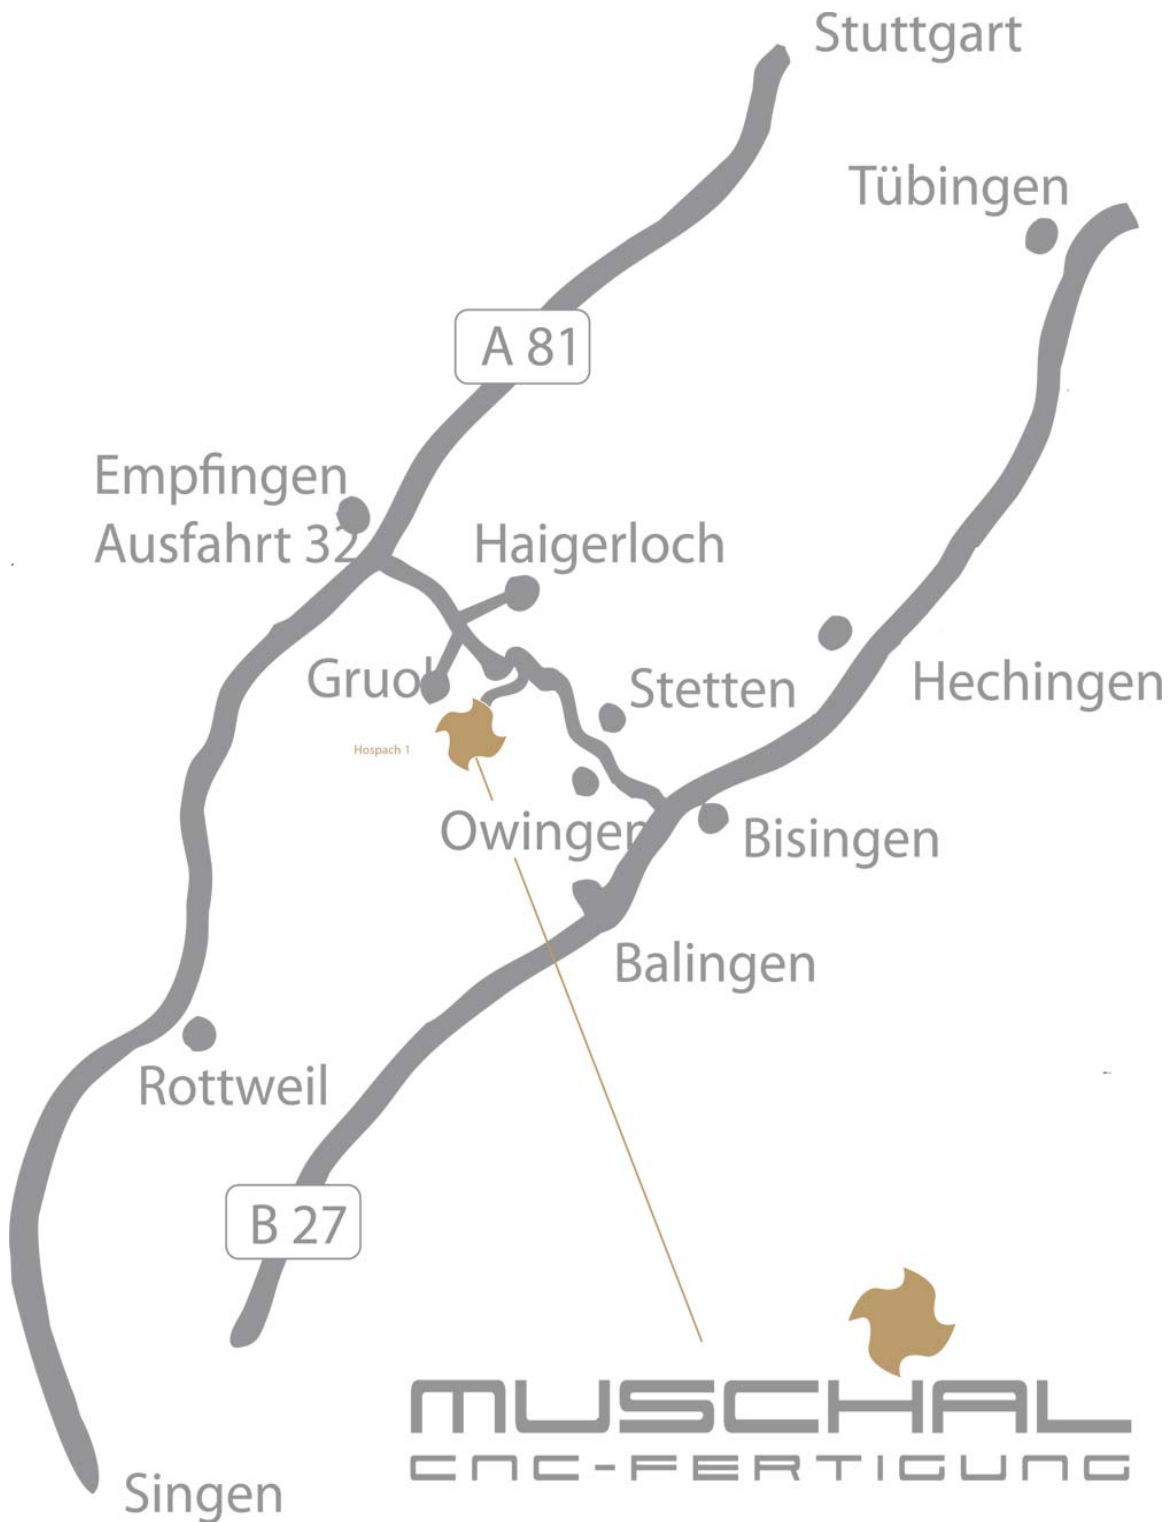 Stuttgart
Tübingen
A 81
Empfingen
Ausfahrt 32
Haigerloch
Gruol
Stetten
Hechingen
Hospach 1
Owingen
Bisingen
Balingen
Rottweil
B 27
MUSCHAL
CNC-FERTIGUNG
Singen